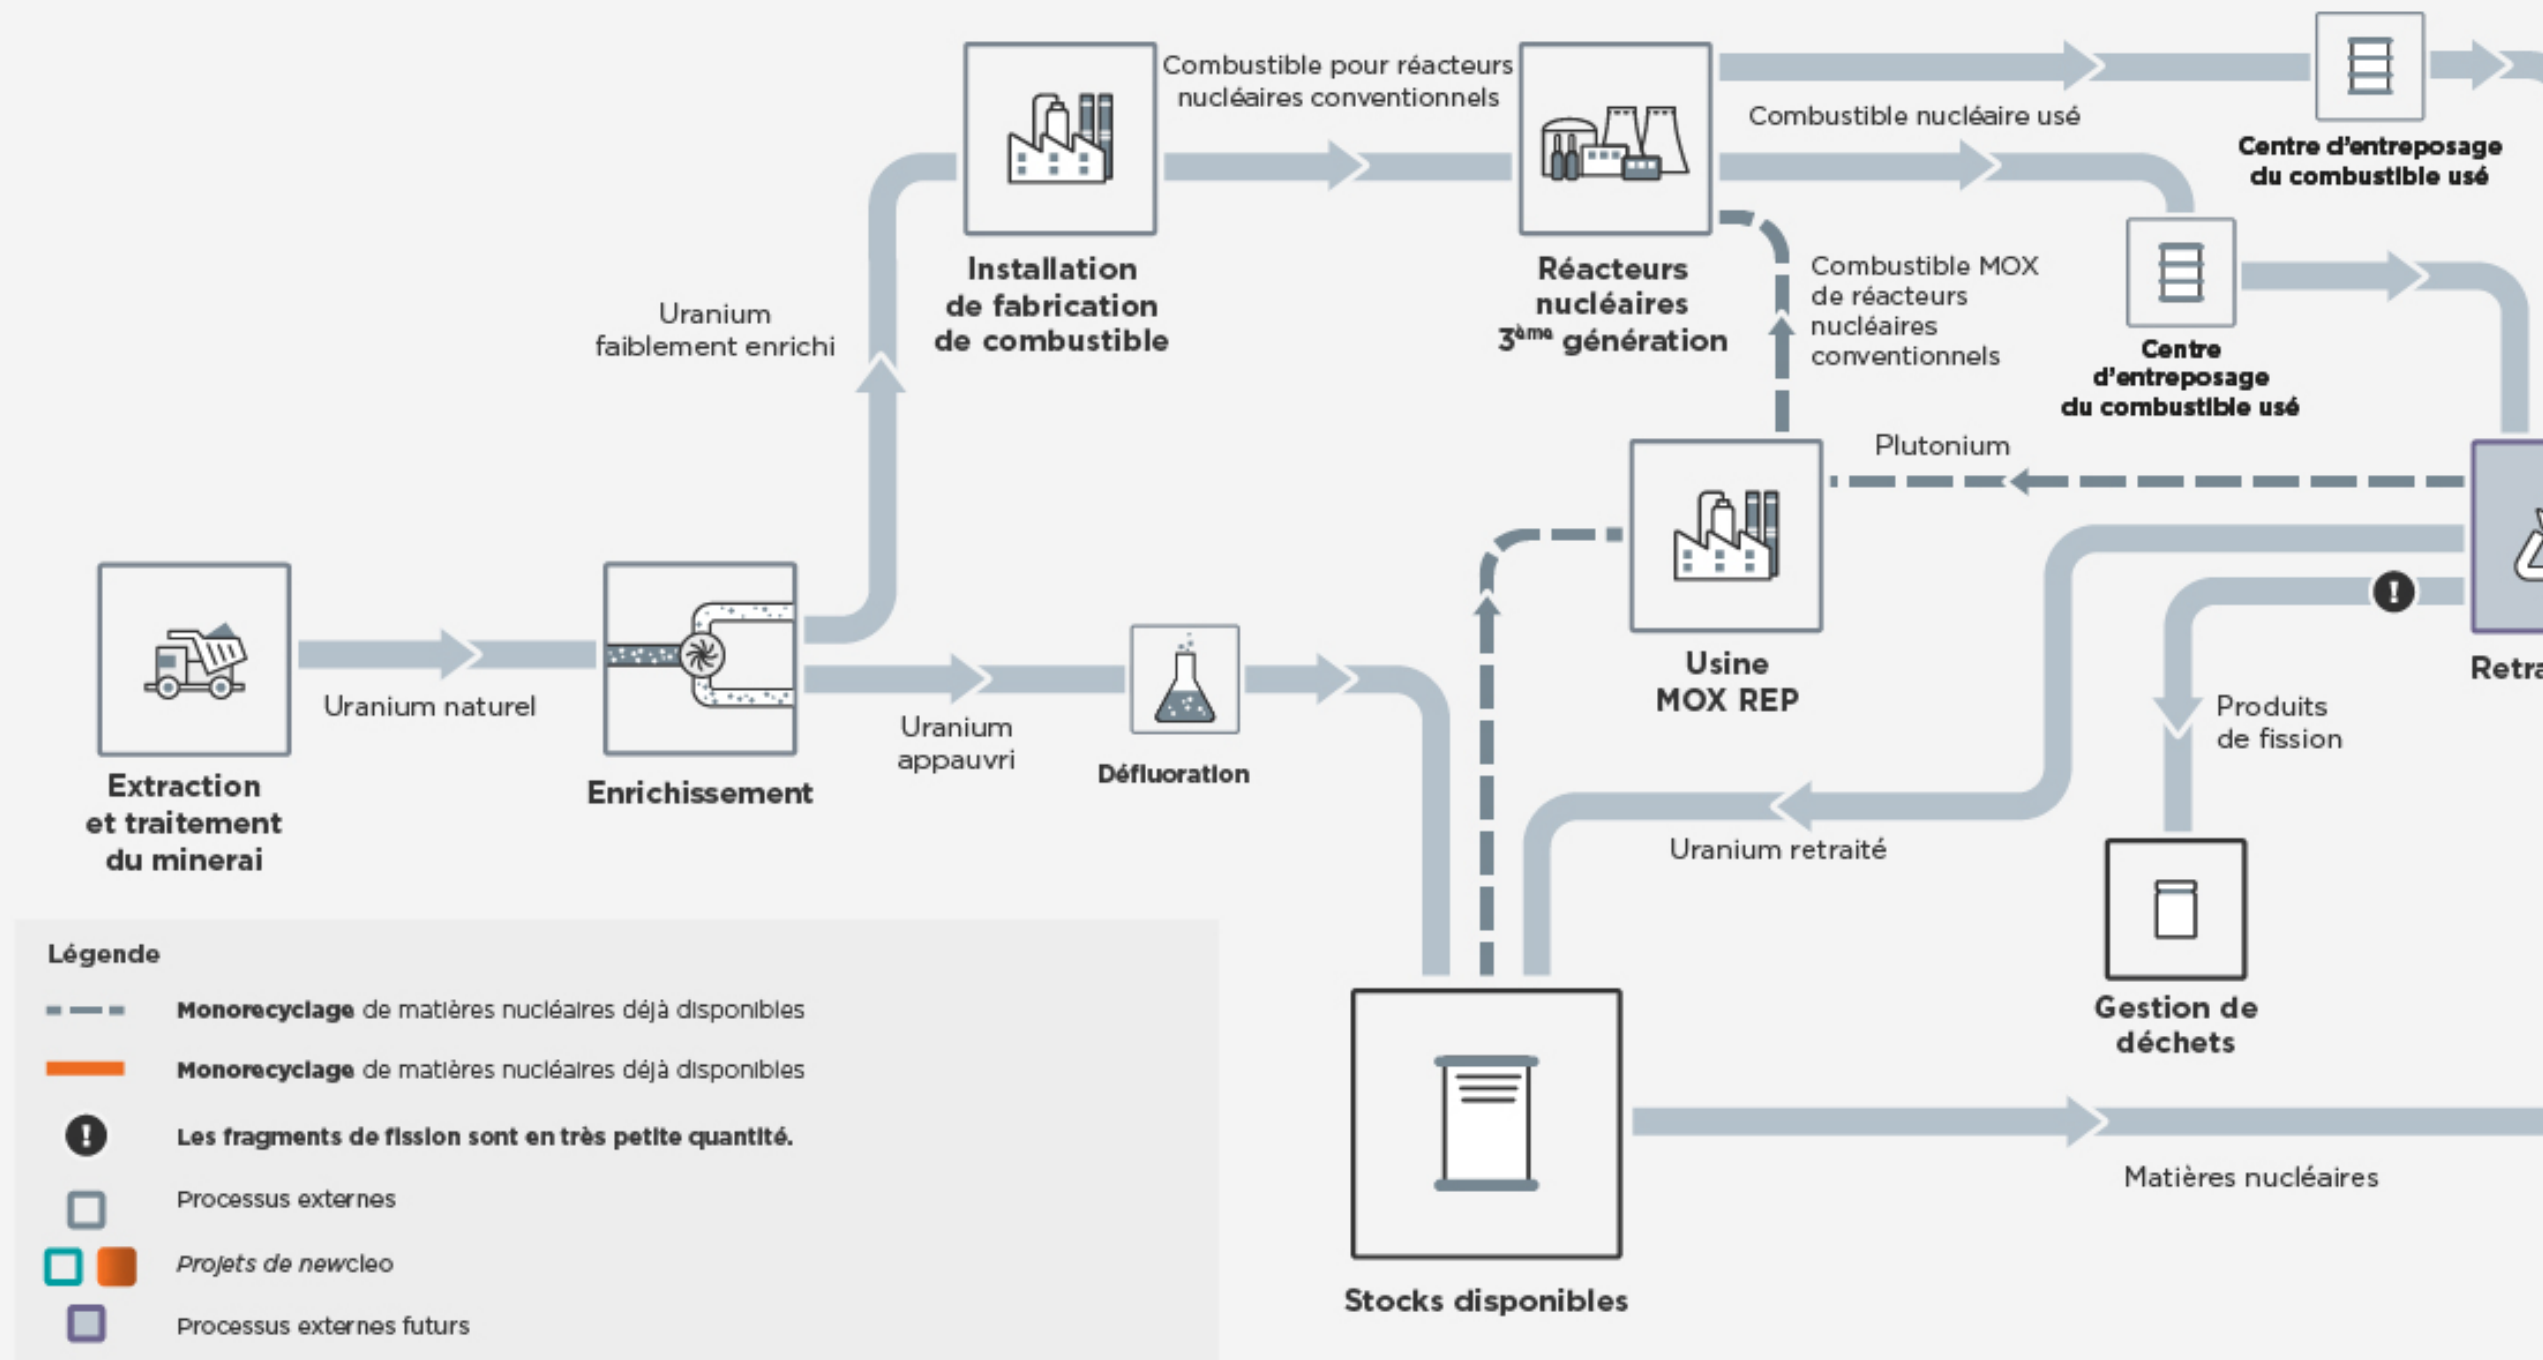 Combustible pour réacteurs
nucléaires conventionnels
Combustible nucléaire usé
Centre d'entreposage
du combustible usé
Installation
de fabrication
de combustible
Réacteurs
nucléaires
3ème génération
Combustible MOX
de réacteurs
nucléaires
conventionnels
Centre
d'entreposage
du combustible usé
Uranium
faiblement enrichi
Plutonium
Usine
MOX REP
Retra
Uranium naturel
Uranium
appauvri
Produits
de fission
Extraction
et traitement
du minerai
Enrichissement
Défluoration
Uranium retraité
Gestion de
déchets
Légende
Monorecyclage de matières nucléaires déjà disponibles
Monorecyclage de matières nucléaires déjà disponibles
! Les fragments de fission sont en très petite quantité.
Processus externes
Projets de newcleo
Processus externes futurs
Matières nucléaires
Stocks disponibles